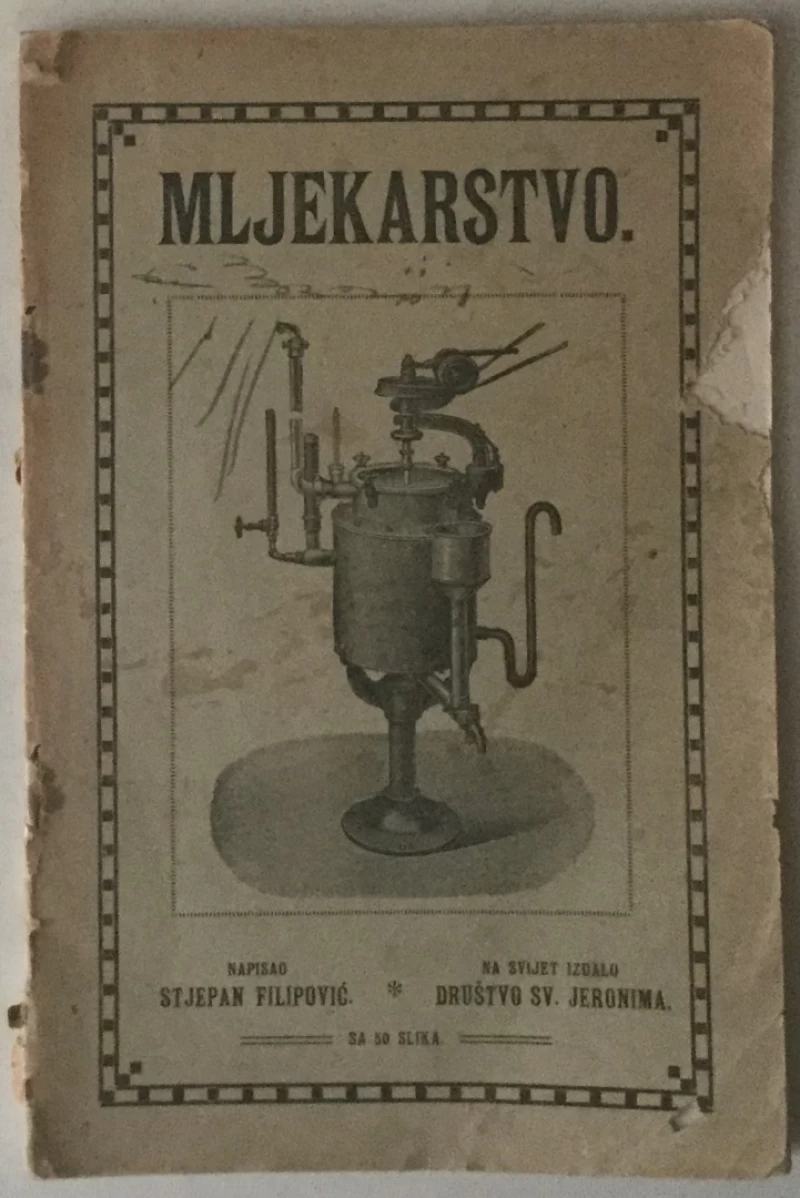 MLJEKARSTVO.
NAPISAO
STJEPAN FILIPOVIĆ.
*
NA SVIJET IZDALO
DRUŠTVO SV. JERONIMA.
SA 50 SLIKA.